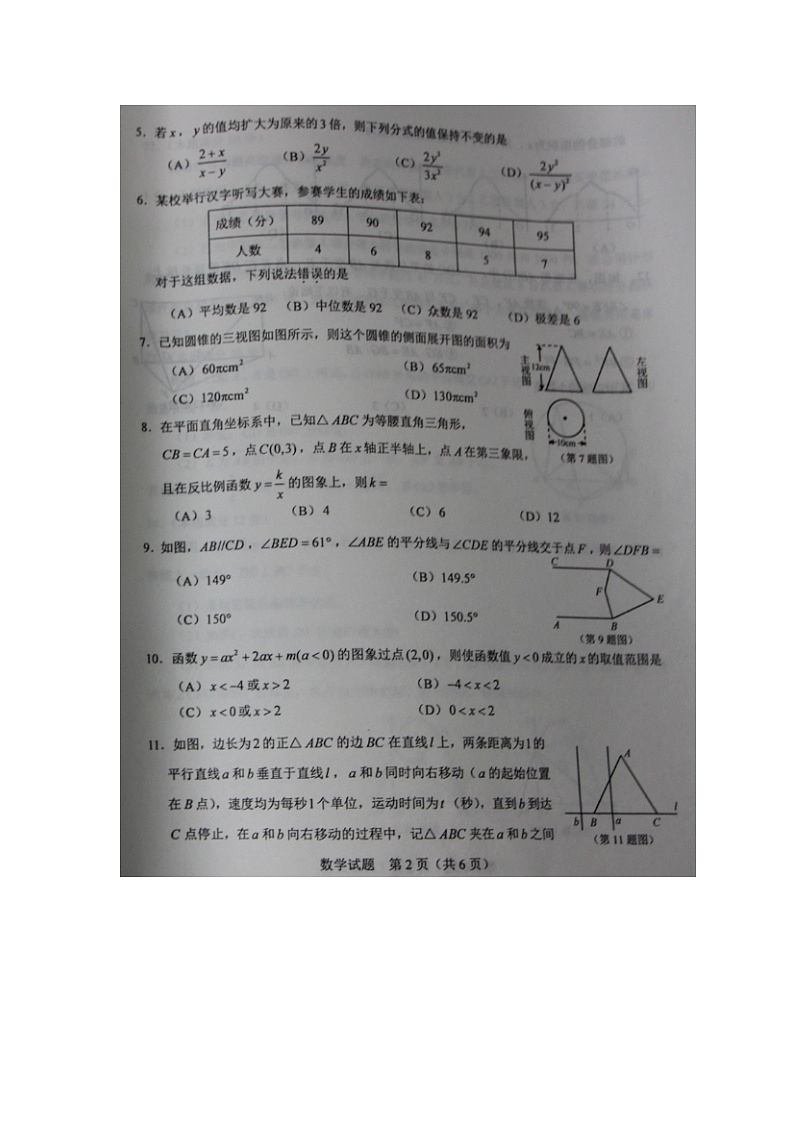 5. 若x，y的值均扩大为原来的3倍，则下列分式的值保持不变的是
(A) (2+x)/(x−y) (B) 2y/x² (C) 2y³/3x² (D) 2y²/(x−y)²
6. 某校举行汉字听写大赛，参赛学生的成绩如下表：
成绩（分） 89 90 92 94 95
人数 4 6 8 5 7
对于这组数据，下列说法错误的是
(A) 平均数是92 (B) 中位数是92 (C) 众数是92 (D) 极差是6
7. 已知圆锥的三视图如图所示，则这个圆锥的侧面展开图的面积为
(A) 60πcm² (B) 65πcm²
(C) 120πcm² (D) 130πcm²
主视图 12cm 左视图
俯视图 10cm
(第7题图)
8. 在平面直角坐标系中，已知△ABC为等腰直角三角形，
CB=CA=5，点C(0,3)，点B在x轴正半轴上，点A在第三象限，
且在反比例函数y=k/x的图象上，则k=
(A) 3 (B) 4 (C) 6 (D) 12
9. 如图，AB//CD，∠BED=61°，∠ABE的平分线与∠CDE的平分线交于点F，则∠DFB=
(A) 149° (B) 149.5°
(C) 150° (D) 150.5°
C D
F E
A B
(第9题图)
10. 函数y=ax²+2ax+m(a<0)的图象过点(2,0)，则使函数值y<0成立的x的取值范围是
(A) x<−4或x>2 (B) −4<x<2
(C) x<0或x>2 (D) 0<x<2
11. 如图，边长为2的正△ABC的边BC在直线l上，两条距离为1的
平行直线a和b垂直于直线l，a和b同时向右移动（a的起始位置
在B点），速度均为每秒1个单位，运动时间为t（秒），直到b到达
C点停止，在a和b向右移动的过程中，记△ABC夹在a和b之间
A
l
b B a C
(第11题图)
数学试题 第2页（共6页）